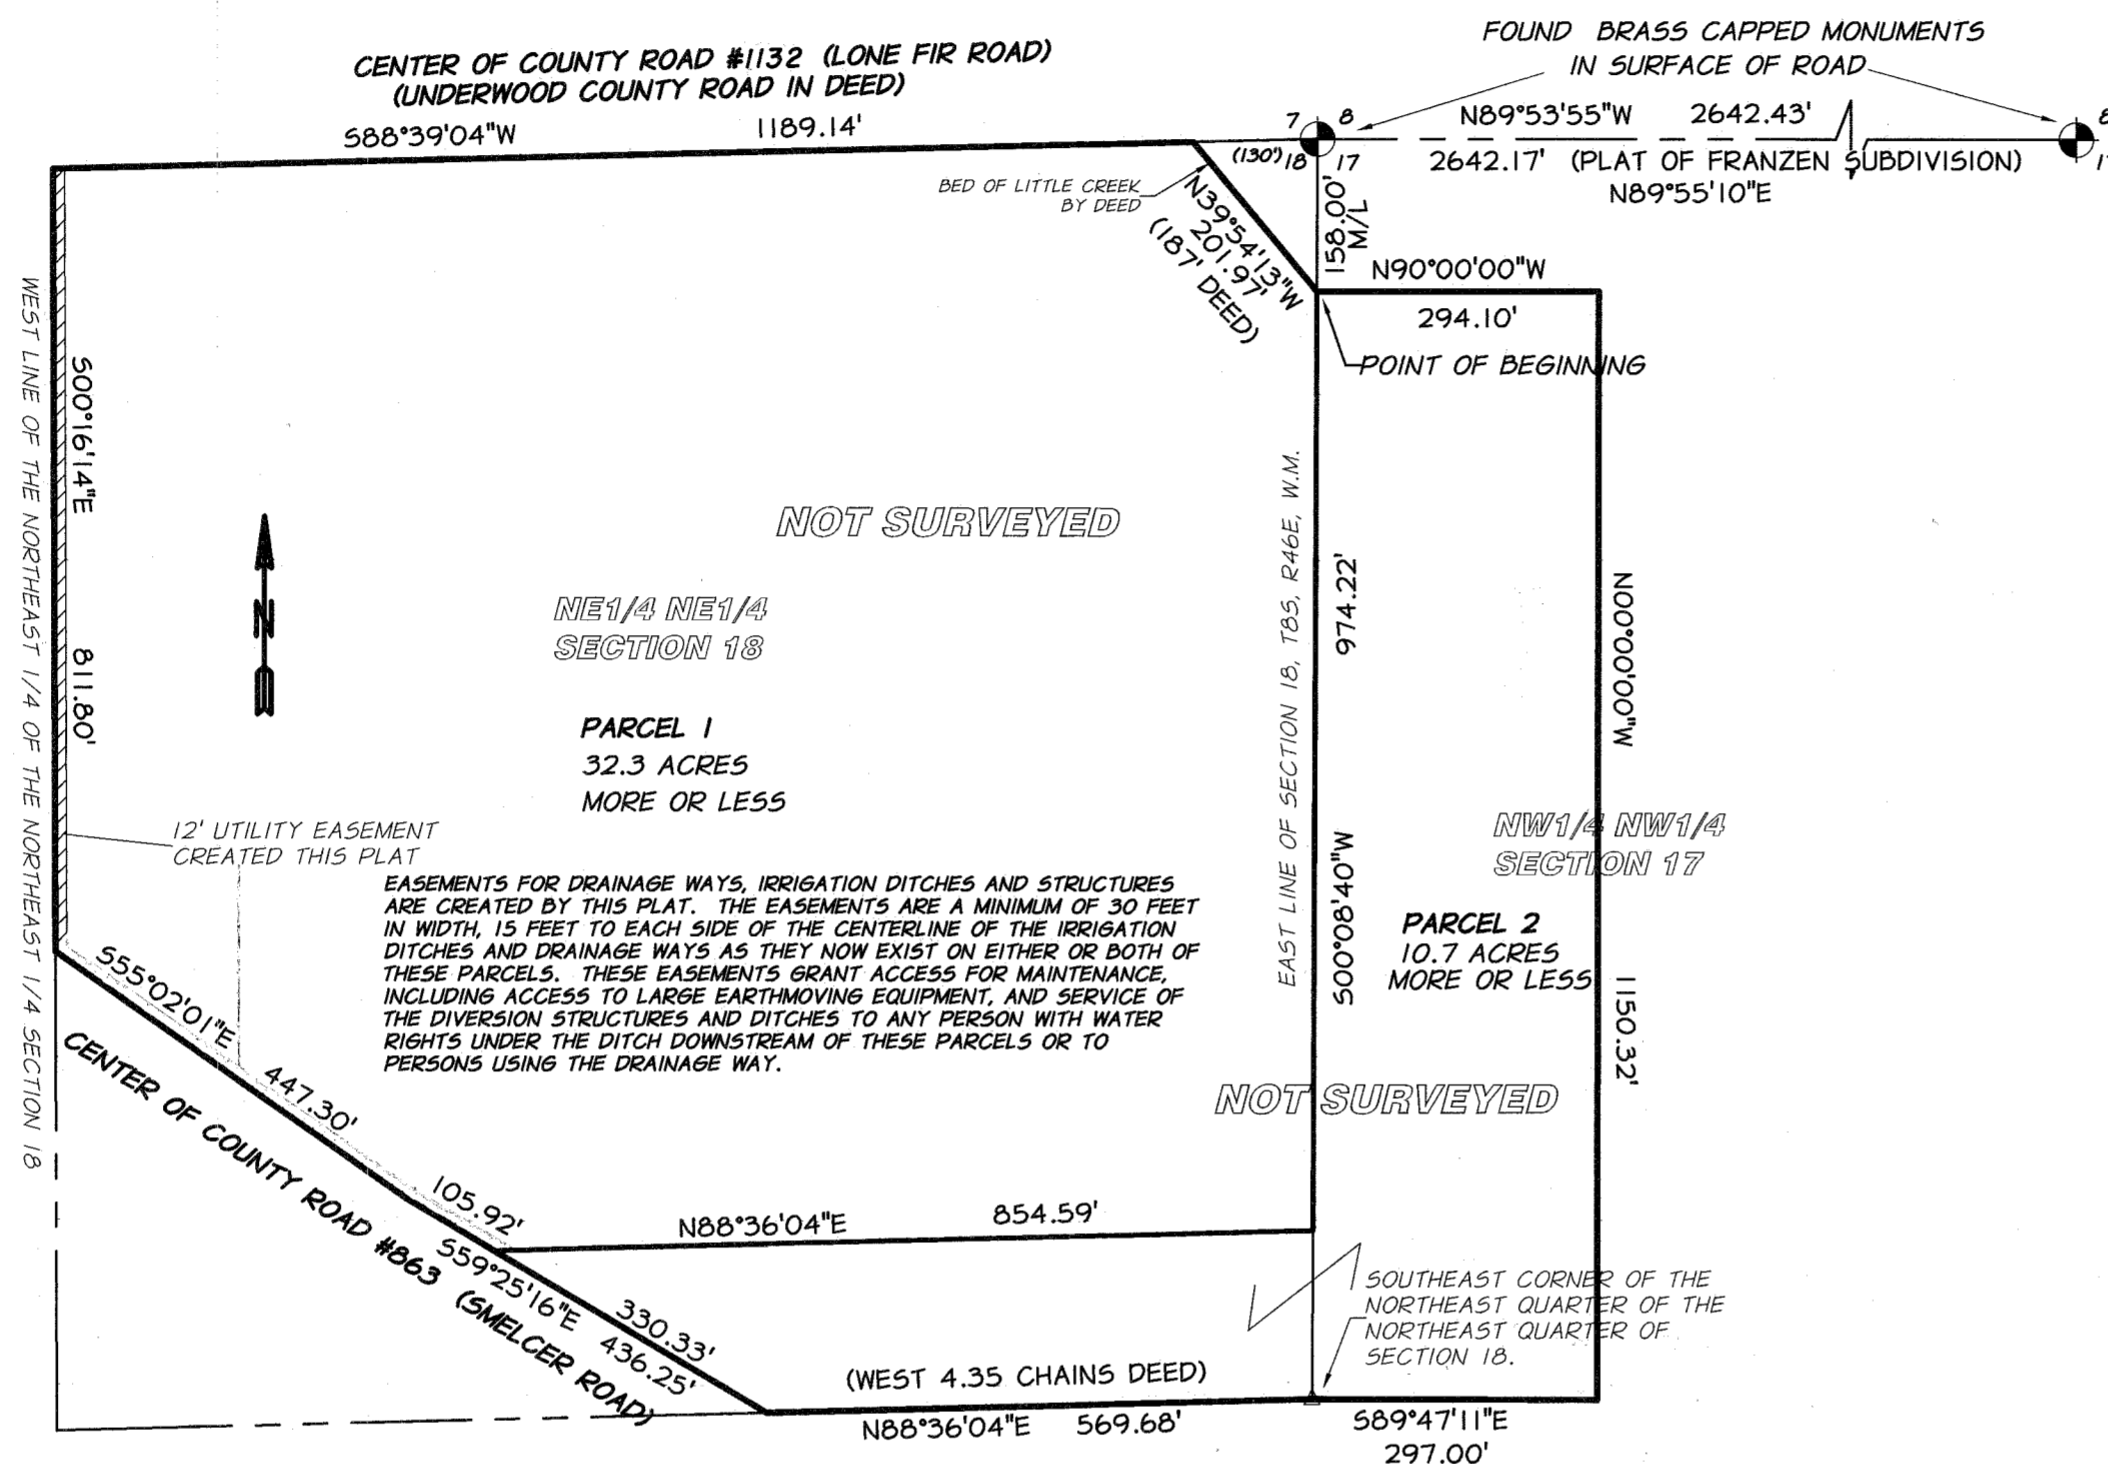 FOUND BRASS CAPPED MONUMENTS
IN SURFACE OF ROAD
CENTER OF COUNTY ROAD #1132 (LONE FIR ROAD)
(UNDERWOOD COUNTY ROAD IN DEED)
S88°39'04"W 1189.14'
7 8
(130') 18 17
N89°53'55"W 2642.43'
2642.17' (PLAT OF FRANZEN SUBDIVISION)
N89°55'10"E
8
BED OF LITTLE CREEK
BY DEED
N39°54'13"W
201.97'
(187' DEED)
158.00'
M/L
N90°00'00"W
294.10'
POINT OF BEGINNING
WEST LINE OF THE NORTHEAST 1/4 OF THE NORTHEAST 1/4 SECTION 18
S00°16'14"E 811.80'
N
NOT SURVEYED
NE1/4 NE1/4
SECTION 18
PARCEL 1
32.3 ACRES
MORE OR LESS
EAST LINE OF SECTION 18, T8S, R46E, W.M.
974.22'
S00°08'40"W
N00°00'00"W
1150.32'
NW1/4 NW1/4
SECTION 17
PARCEL 2
10.7 ACRES
MORE OR LESS
12' UTILITY EASEMENT
CREATED THIS PLAT
EASEMENTS FOR DRAINAGE WAYS, IRRIGATION DITCHES AND STRUCTURES
ARE CREATED BY THIS PLAT. THE EASEMENTS ARE A MINIMUM OF 30 FEET
IN WIDTH, 15 FEET TO EACH SIDE OF THE CENTERLINE OF THE IRRIGATION
DITCHES AND DRAINAGE WAYS AS THEY NOW EXIST ON EITHER OR BOTH OF
THESE PARCELS. THESE EASEMENTS GRANT ACCESS FOR MAINTENANCE,
INCLUDING ACCESS TO LARGE EARTHMOVING EQUIPMENT, AND SERVICE OF
THE DIVERSION STRUCTURES AND DITCHES TO ANY PERSON WITH WATER
RIGHTS UNDER THE DITCH DOWNSTREAM OF THESE PARCELS OR TO
PERSONS USING THE DRAINAGE WAY.
NOT SURVEYED
S55°02'01"E 447.30'
CENTER OF COUNTY ROAD #863 (SMELCER ROAD)
105.92'
S59°25'16"E 436.25'
330.33'
N88°36'04"E 854.59'
SOUTHEAST CORNER OF THE
NORTHEAST QUARTER OF THE
NORTHEAST QUARTER OF
SECTION 18.
(WEST 4.35 CHAINS DEED)
N88°36'04"E 569.68'
S89°47'11"E
297.00'